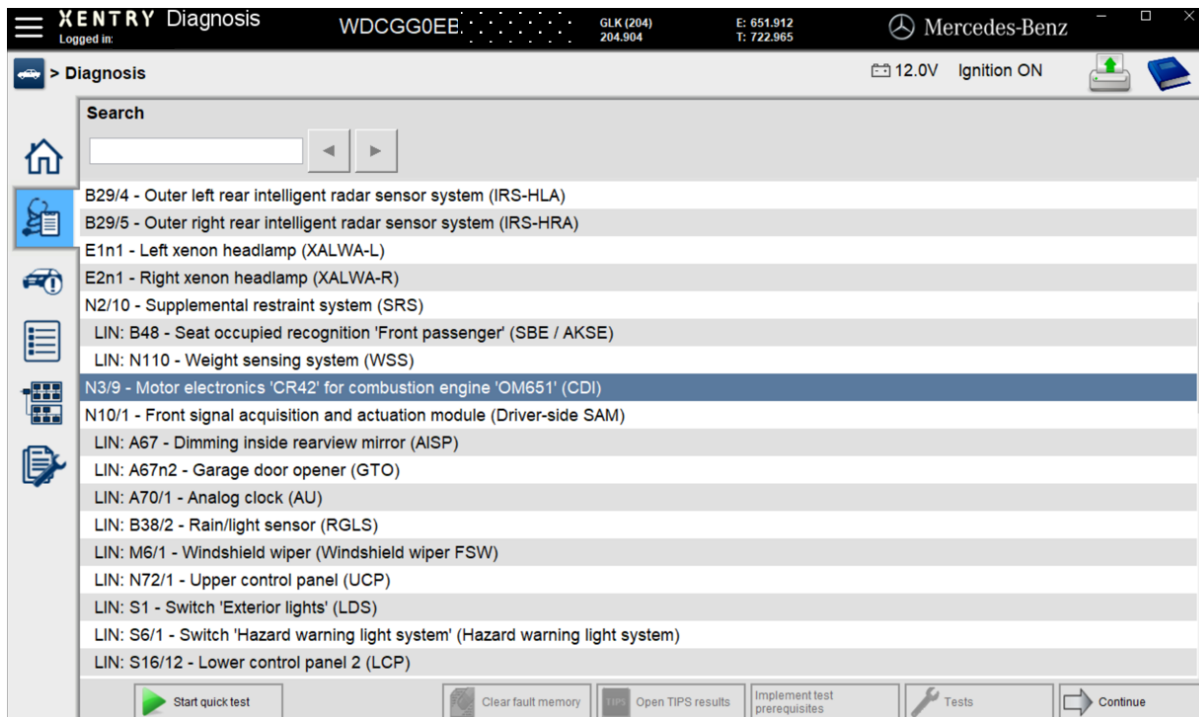 XENTRY Diagnosis
Logged in:
WDCGG0EB
GLK (204)
204.904
E: 651.912
T: 722.965
Mercedes-Benz
> Diagnosis
12.0V Ignition ON
Search
B29/4 - Outer left rear intelligent radar sensor system (IRS-HLA)
B29/5 - Outer right rear intelligent radar sensor system (IRS-HRA)
E1n1 - Left xenon headlamp (XALWA-L)
E2n1 - Right xenon headlamp (XALWA-R)
N2/10 - Supplemental restraint system (SRS)
LIN: B48 - Seat occupied recognition 'Front passenger' (SBE / AKSE)
LIN: N110 - Weight sensing system (WSS)
N3/9 - Motor electronics 'CR42' for combustion engine 'OM651' (CDI)
N10/1 - Front signal acquisition and actuation module (Driver-side SAM)
LIN: A67 - Dimming inside rearview mirror (AISP)
LIN: A67n2 - Garage door opener (GTO)
LIN: A70/1 - Analog clock (AU)
LIN: B38/2 - Rain/light sensor (RGLS)
LIN: M6/1 - Windshield wiper (Windshield wiper FSW)
LIN: N72/1 - Upper control panel (UCP)
LIN: S1 - Switch 'Exterior lights' (LDS)
LIN: S6/1 - Switch 'Hazard warning light system' (Hazard warning light system)
LIN: S16/12 - Lower control panel 2 (LCP)
Start quick test
Clear fault memory
TIPS Open TIPS results
Implement test
prerequisites
Tests
Continue